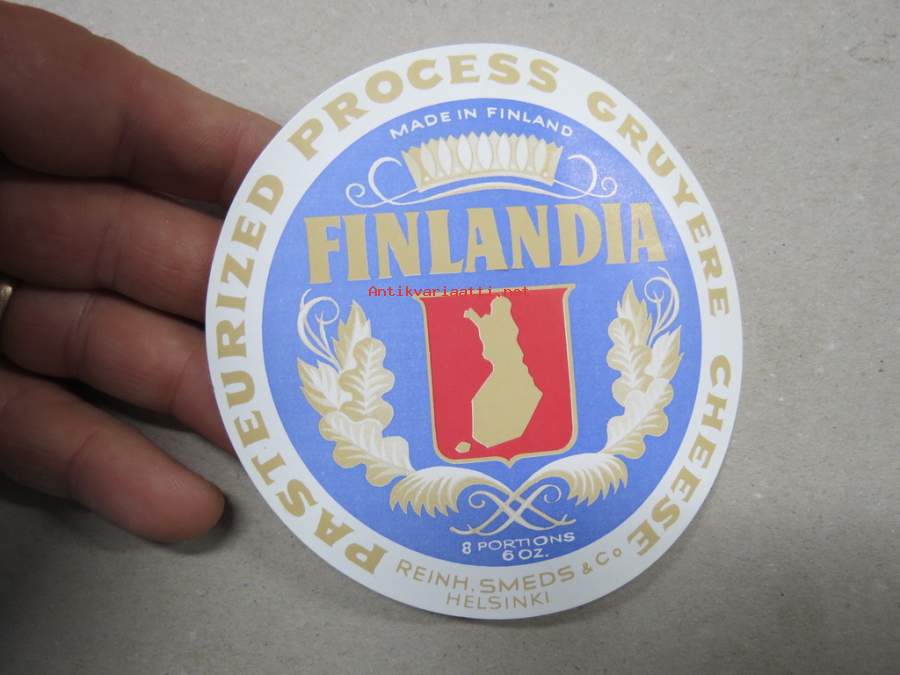 PASTEURIZED PROCESS GRUYERE CHEESE
MADE IN FINLAND
FINLANDIA
Antikvariaatti.net
8 PORTIONS
6 OZ.
REINH. SMEDS & Co
HELSINKI